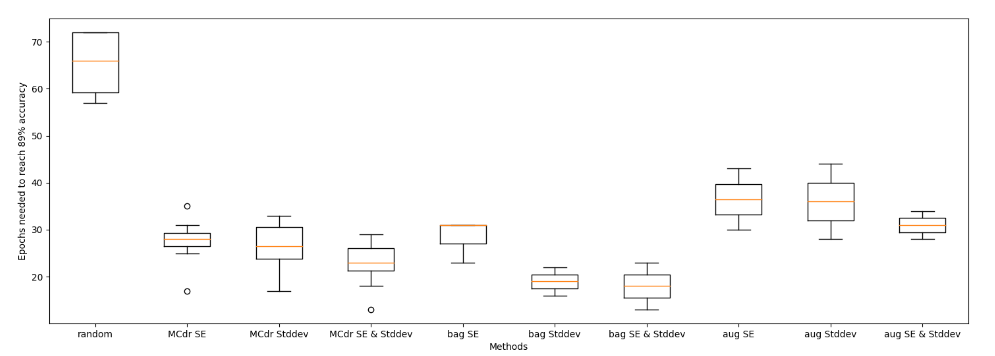 Epochs needed to reach 89% accuracy
70
60
50
40
30
20
random MCdr SE MCdr Stddev MCdr SE & Stddev bag SE bag Stddev bag SE & Stddev aug SE aug Stddev aug SE & Stddev
Methods